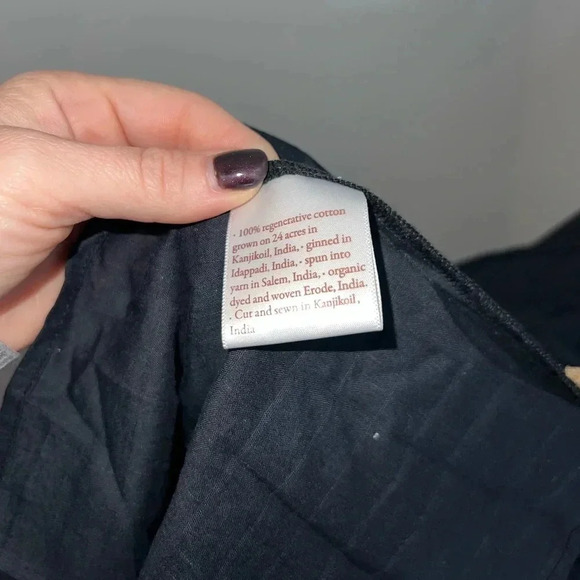 · 100% regenerative cotton
grown on 24 acres in
Kanjikoil, India, · ginned in
Idappadi, India, · spun into
yarn in Salem, India, · organic
dyed and woven Erode, India.
· Cut and sewn in Kanjikoil,
India